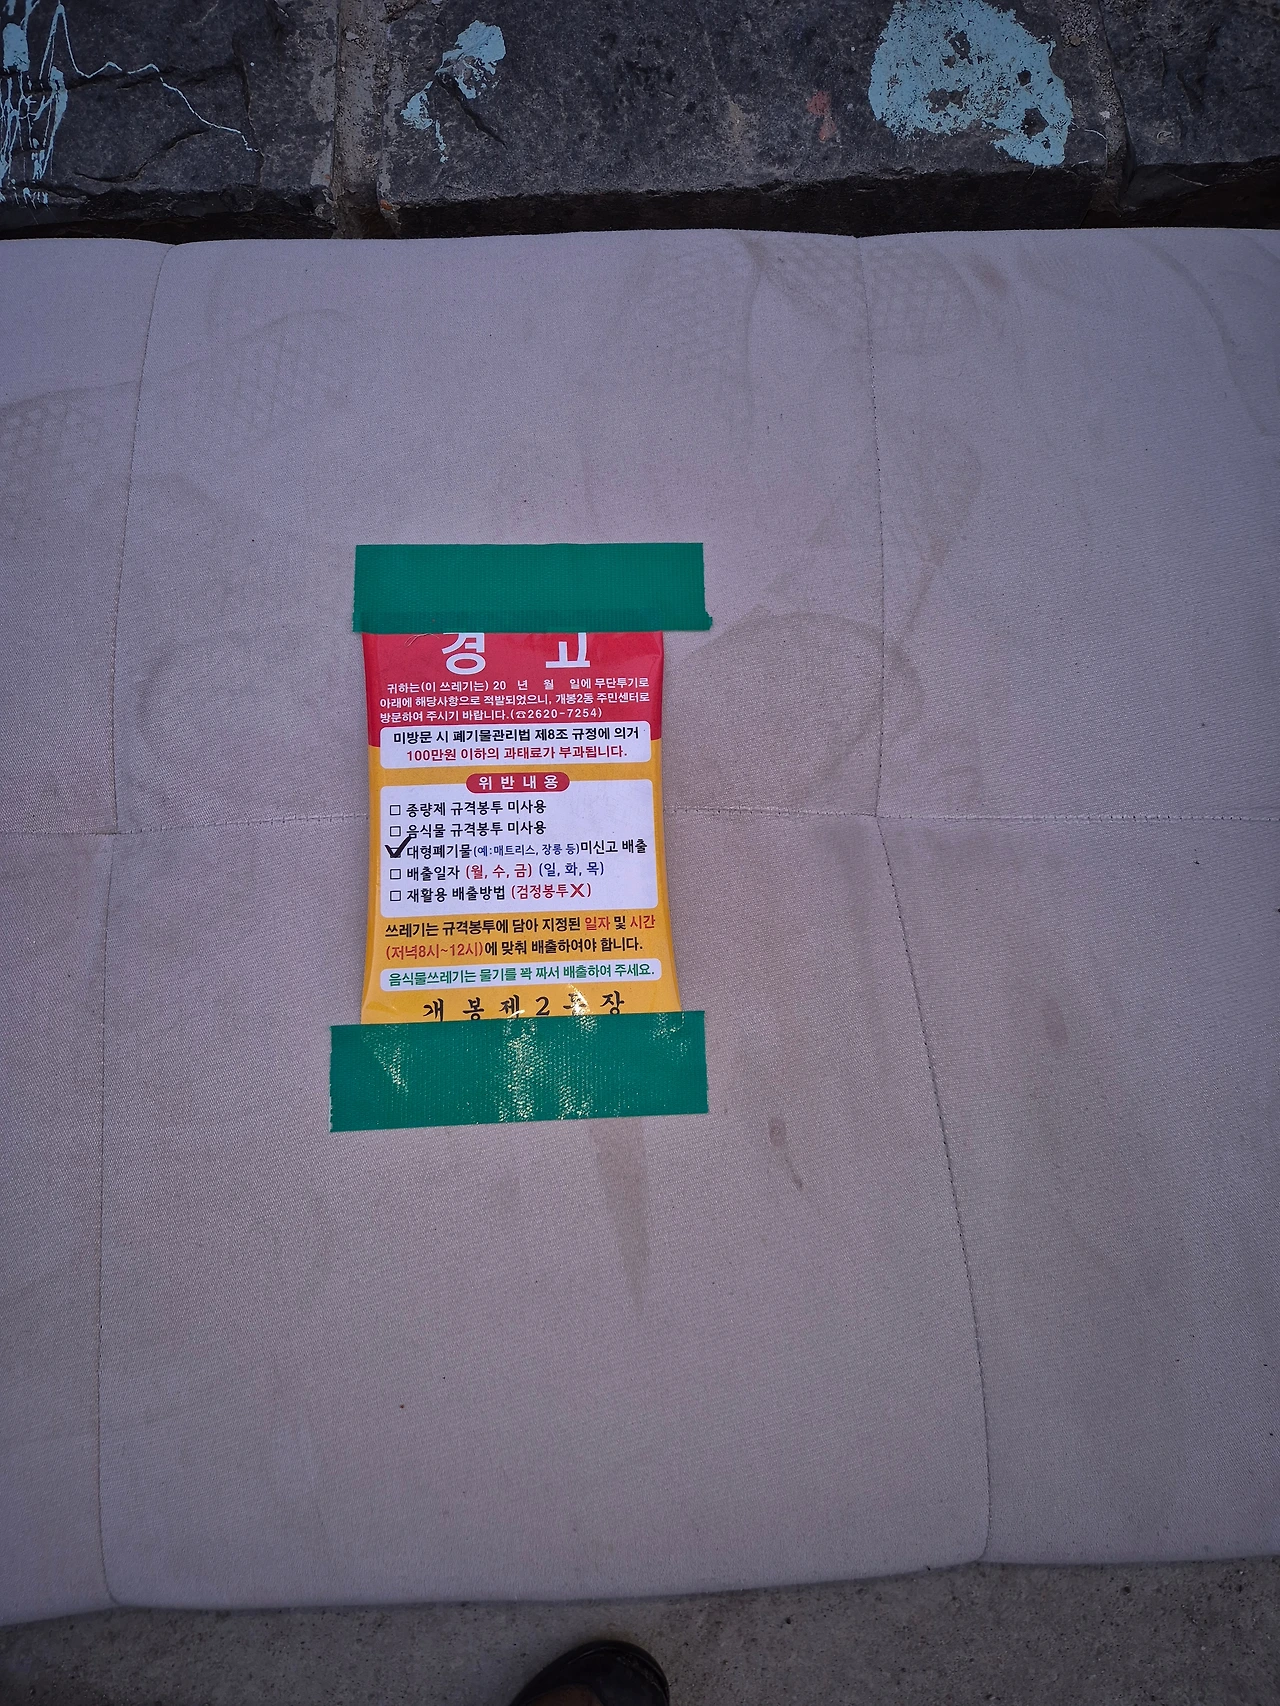 경 고
귀하는(이 쓰레기는) 20 년 월 일에 무단투기로
아래에 해당사항으로 적발되었으니, 개봉2동 주민센터로
방문하여 주시기 바랍니다.(☎2620-7254)
미방문 시 폐기물관리법 제8조 규정에 의거
100만원 이하의 과태료가 부과됩니다.
위 반 내 용
□ 종량제 규격봉투 미사용
□ 음식물 규격봉투 미사용
☑ 대형폐기물(예:매트리스, 장롱 등)미신고 배출
□ 배출일자 (월, 수, 금) (일, 화, 목)
□ 재활용 배출방법 (검정봉투X)
쓰레기는 규격봉투에 담아 지정된 일자 및 시간
(저녁8시~12시)에 맞춰 배출하여야 합니다.
음식물쓰레기는 물기를 꽉 짜서 배출하여 주세요.
개 봉 제 2 동 장